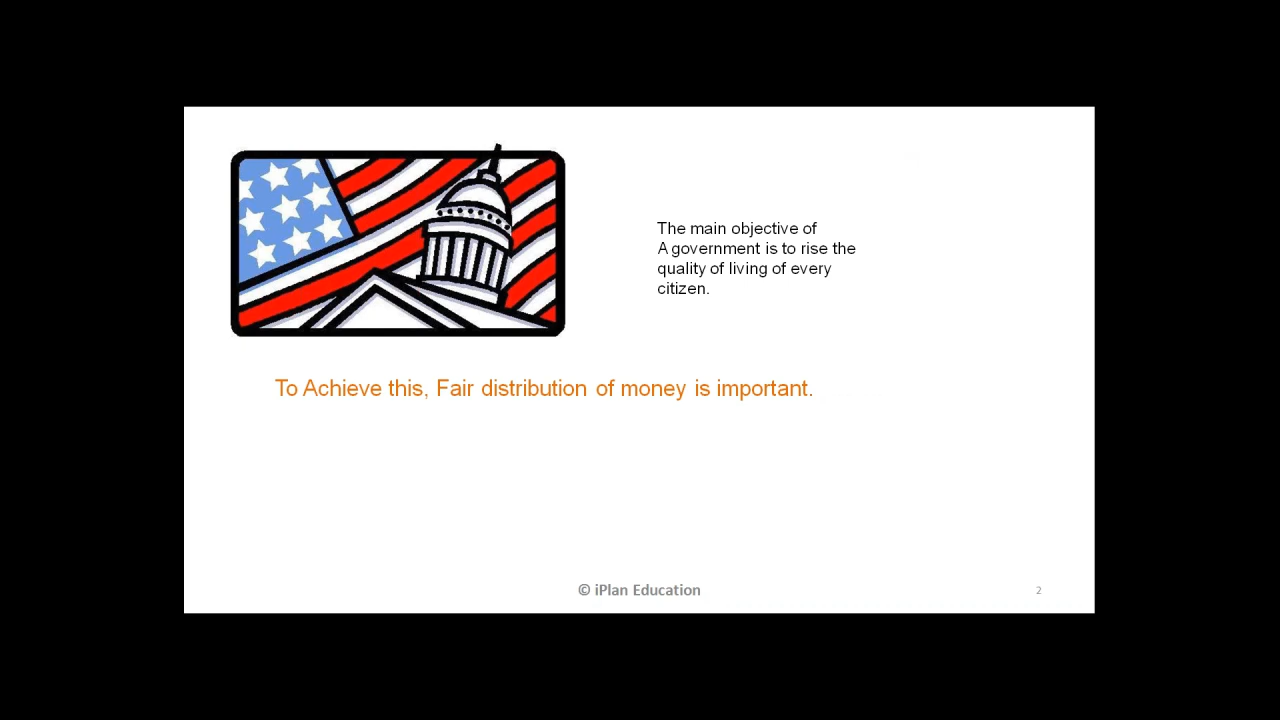 The main objective of
A government is to rise the
quality of living of every
citizen.
To Achieve this, Fair distribution of money is important.
© iPlan Education
2